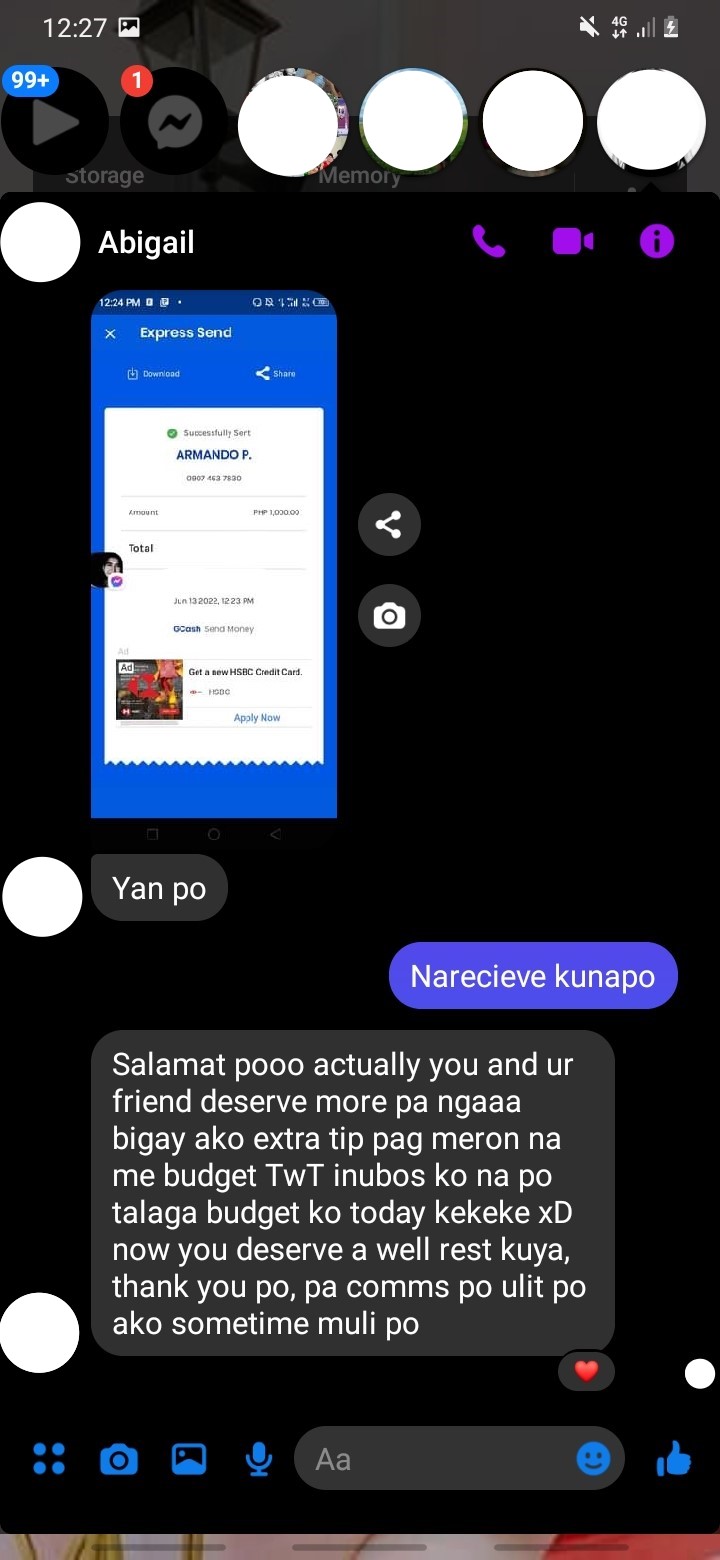 12:27
4G
99+
1
Storage
Memory
Abigail
12:24 PM
Express Send
Download
Share
Successfully Sent
ARMANDO P.
0907 463 7830
Amount
PHP 1,000.00
Total
Jun 13 2022, 12:23 PM
GCash Send Money
Ad
Ad
Get a new HSBC Credit Card.
HSBC
Apply Now
Yan po
Narecieve kunapo
Salamat pooo actually you and ur
friend deserve more pa ngaaa
bigay ako extra tip pag meron na
me budget TwT inubos ko na po
talaga budget ko today kekeke xD
now you deserve a well rest kuya,
thank you po, pa comms po ulit po
ako sometime muli po
Aa